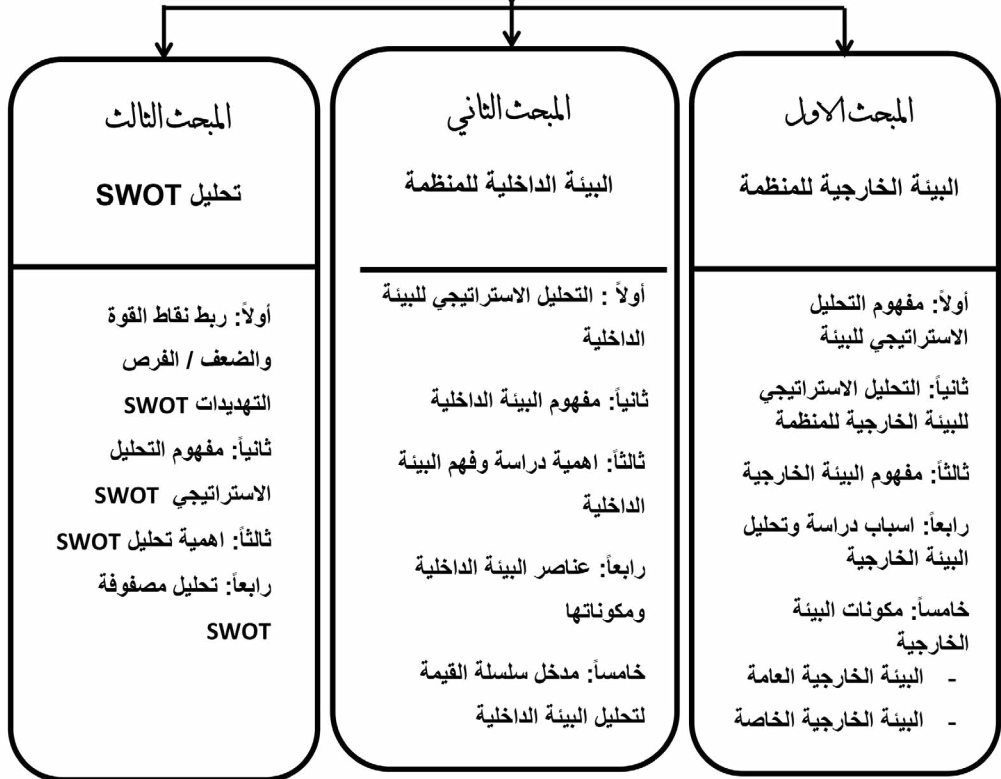 المبحث الاول
البيئة الخارجية للمنظمة
أولاً: مفهوم التحليل
الاستراتيجي للبيئة
ثانياً: التحليل الاستراتيجي
للبيئة الخارجية للمنظمة
ثالثاً: مفهوم البيئة الخارجية
رابعاً: اسباب دراسة وتحليل
البيئة الخارجية
خامساً: مكونات البيئة
الخارجية
- البيئة الخارجية العامة
- البيئة الخارجية الخاصة
المبحث الثاني
البيئة الداخلية للمنظمة
أولاً : التحليل الاستراتيجي للبيئة
الداخلية
ثانياً: مفهوم البيئة الداخلية
ثالثاً: اهمية دراسة وفهم البيئة
الداخلية
رابعاً: عناصر البيئة الداخلية
ومكوناتها
خامساً: مدخل سلسلة القيمة
لتحليل البيئة الداخلية
المبحث الثالث
تحليل SWOT
أولاً: ربط نقاط القوة
والضعف / الفرص
التهديدات SWOT
ثانياً: مفهوم التحليل
الاستراتيجي SWOT
ثالثاً: اهمية تحليل SWOT
رابعاً: تحليل مصفوفة
SWOT